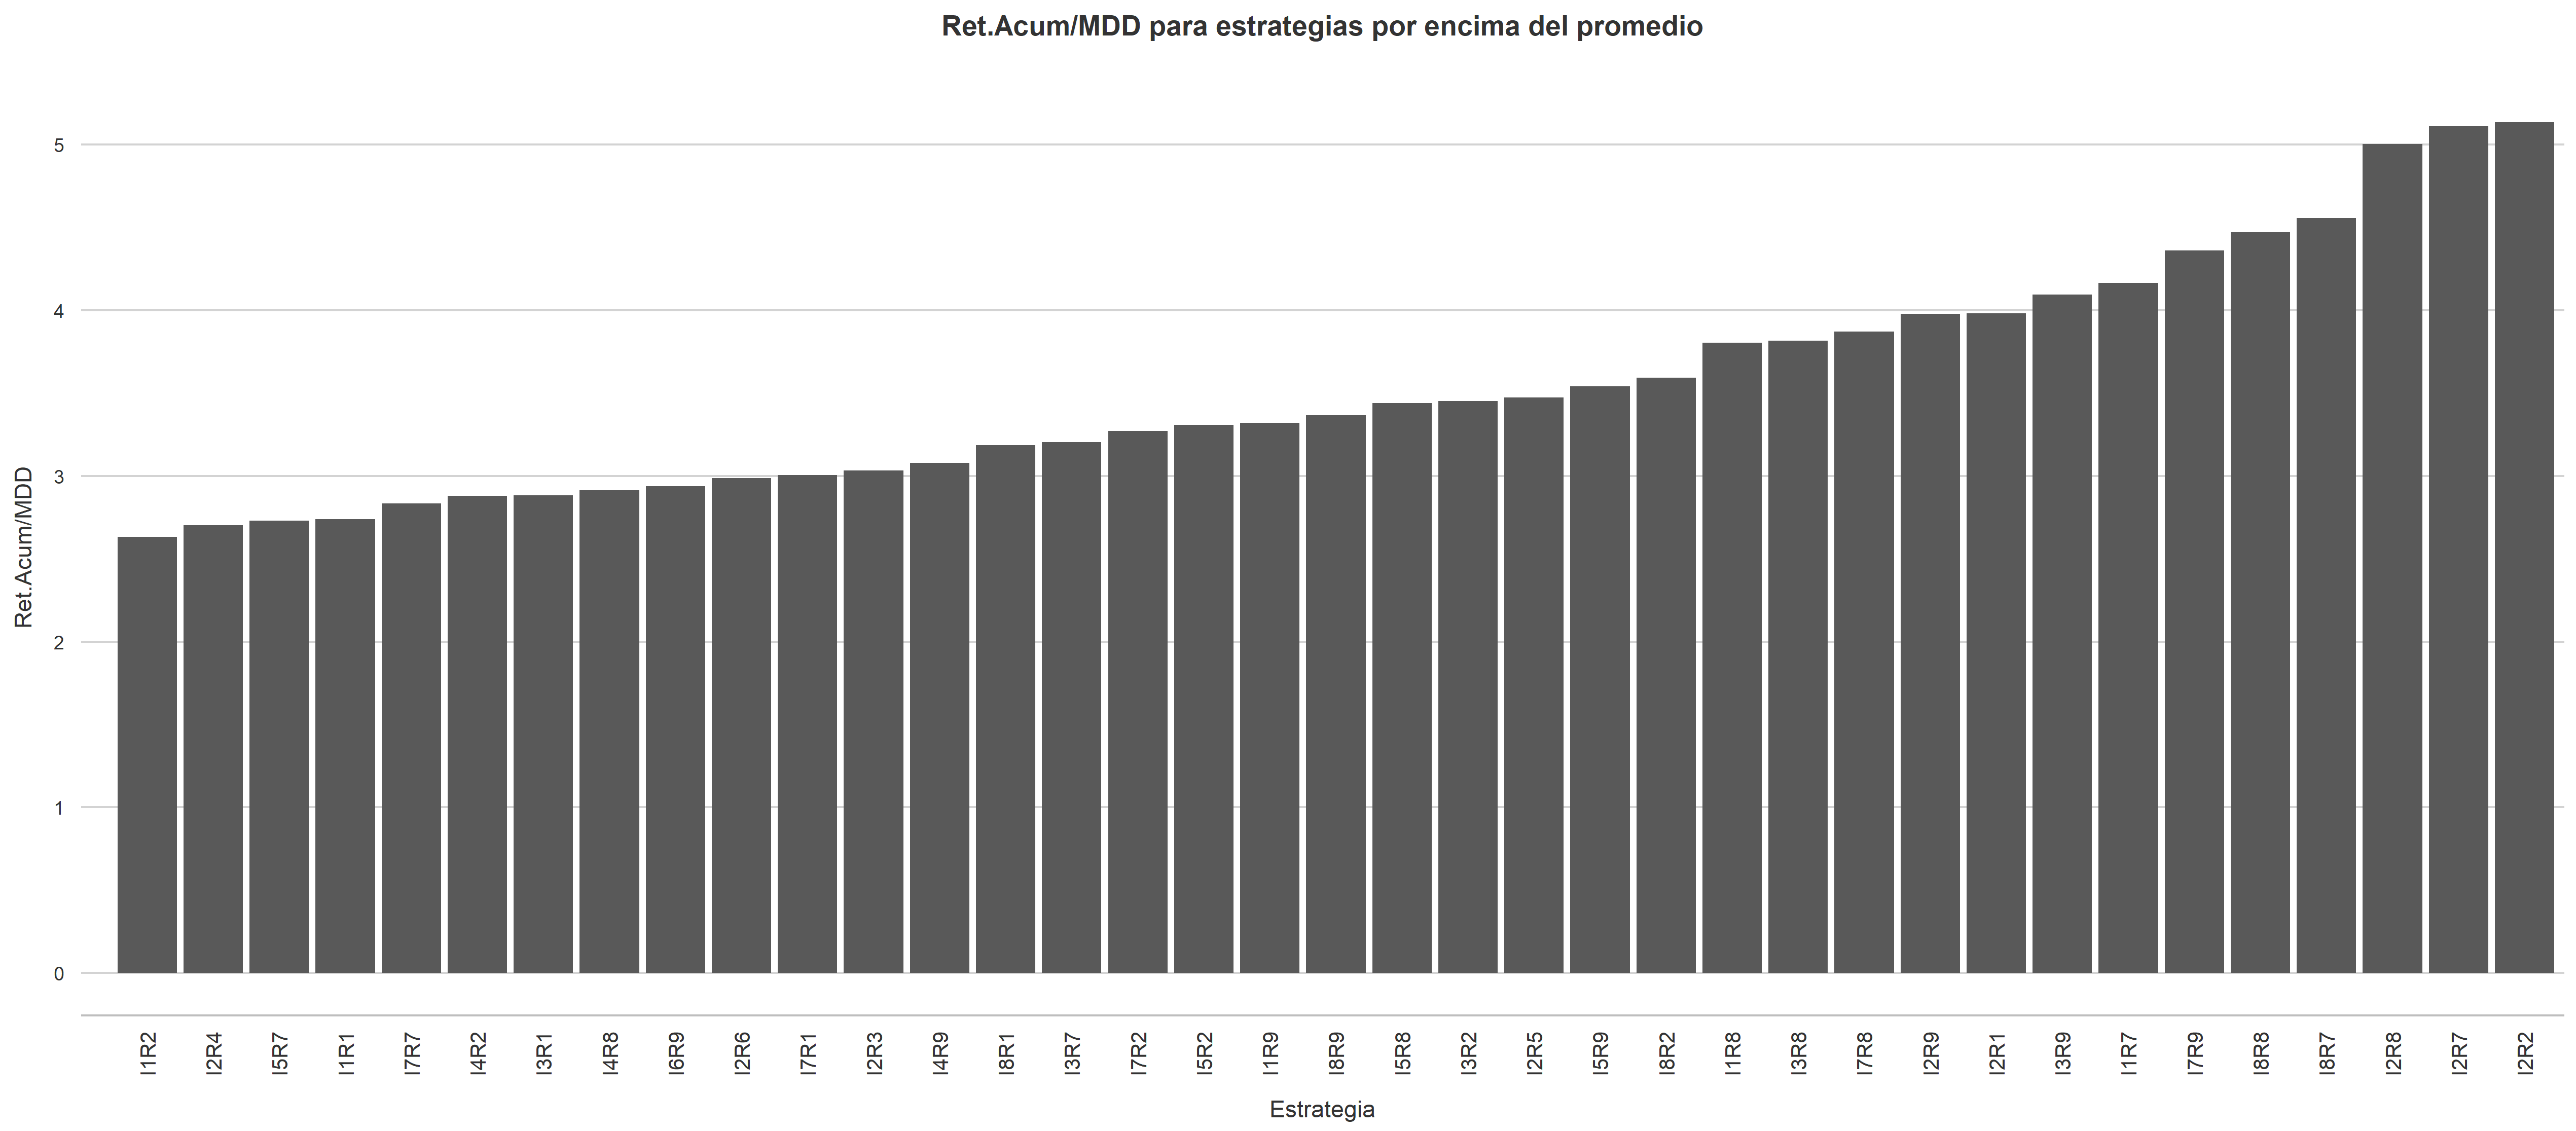 Ret.Acum/MDD para estrategias por encima del promedio
Ret.Acum/MDD
5
4
3
2
1
0
I1R2
I2R4
I5R7
I1R1
I7R7
I4R2
I3R1
I4R8
I6R9
I2R6
I7R1
I2R3
I4R9
I8R1
I3R7
I7R2
I5R2
I1R9
I8R9
I5R8
I3R2
I2R5
I5R9
I8R2
I1R8
I3R8
I7R8
I2R9
I2R1
I3R9
I1R7
I7R9
I8R8
I8R7
I2R8
I2R7
I2R2
Estrategia